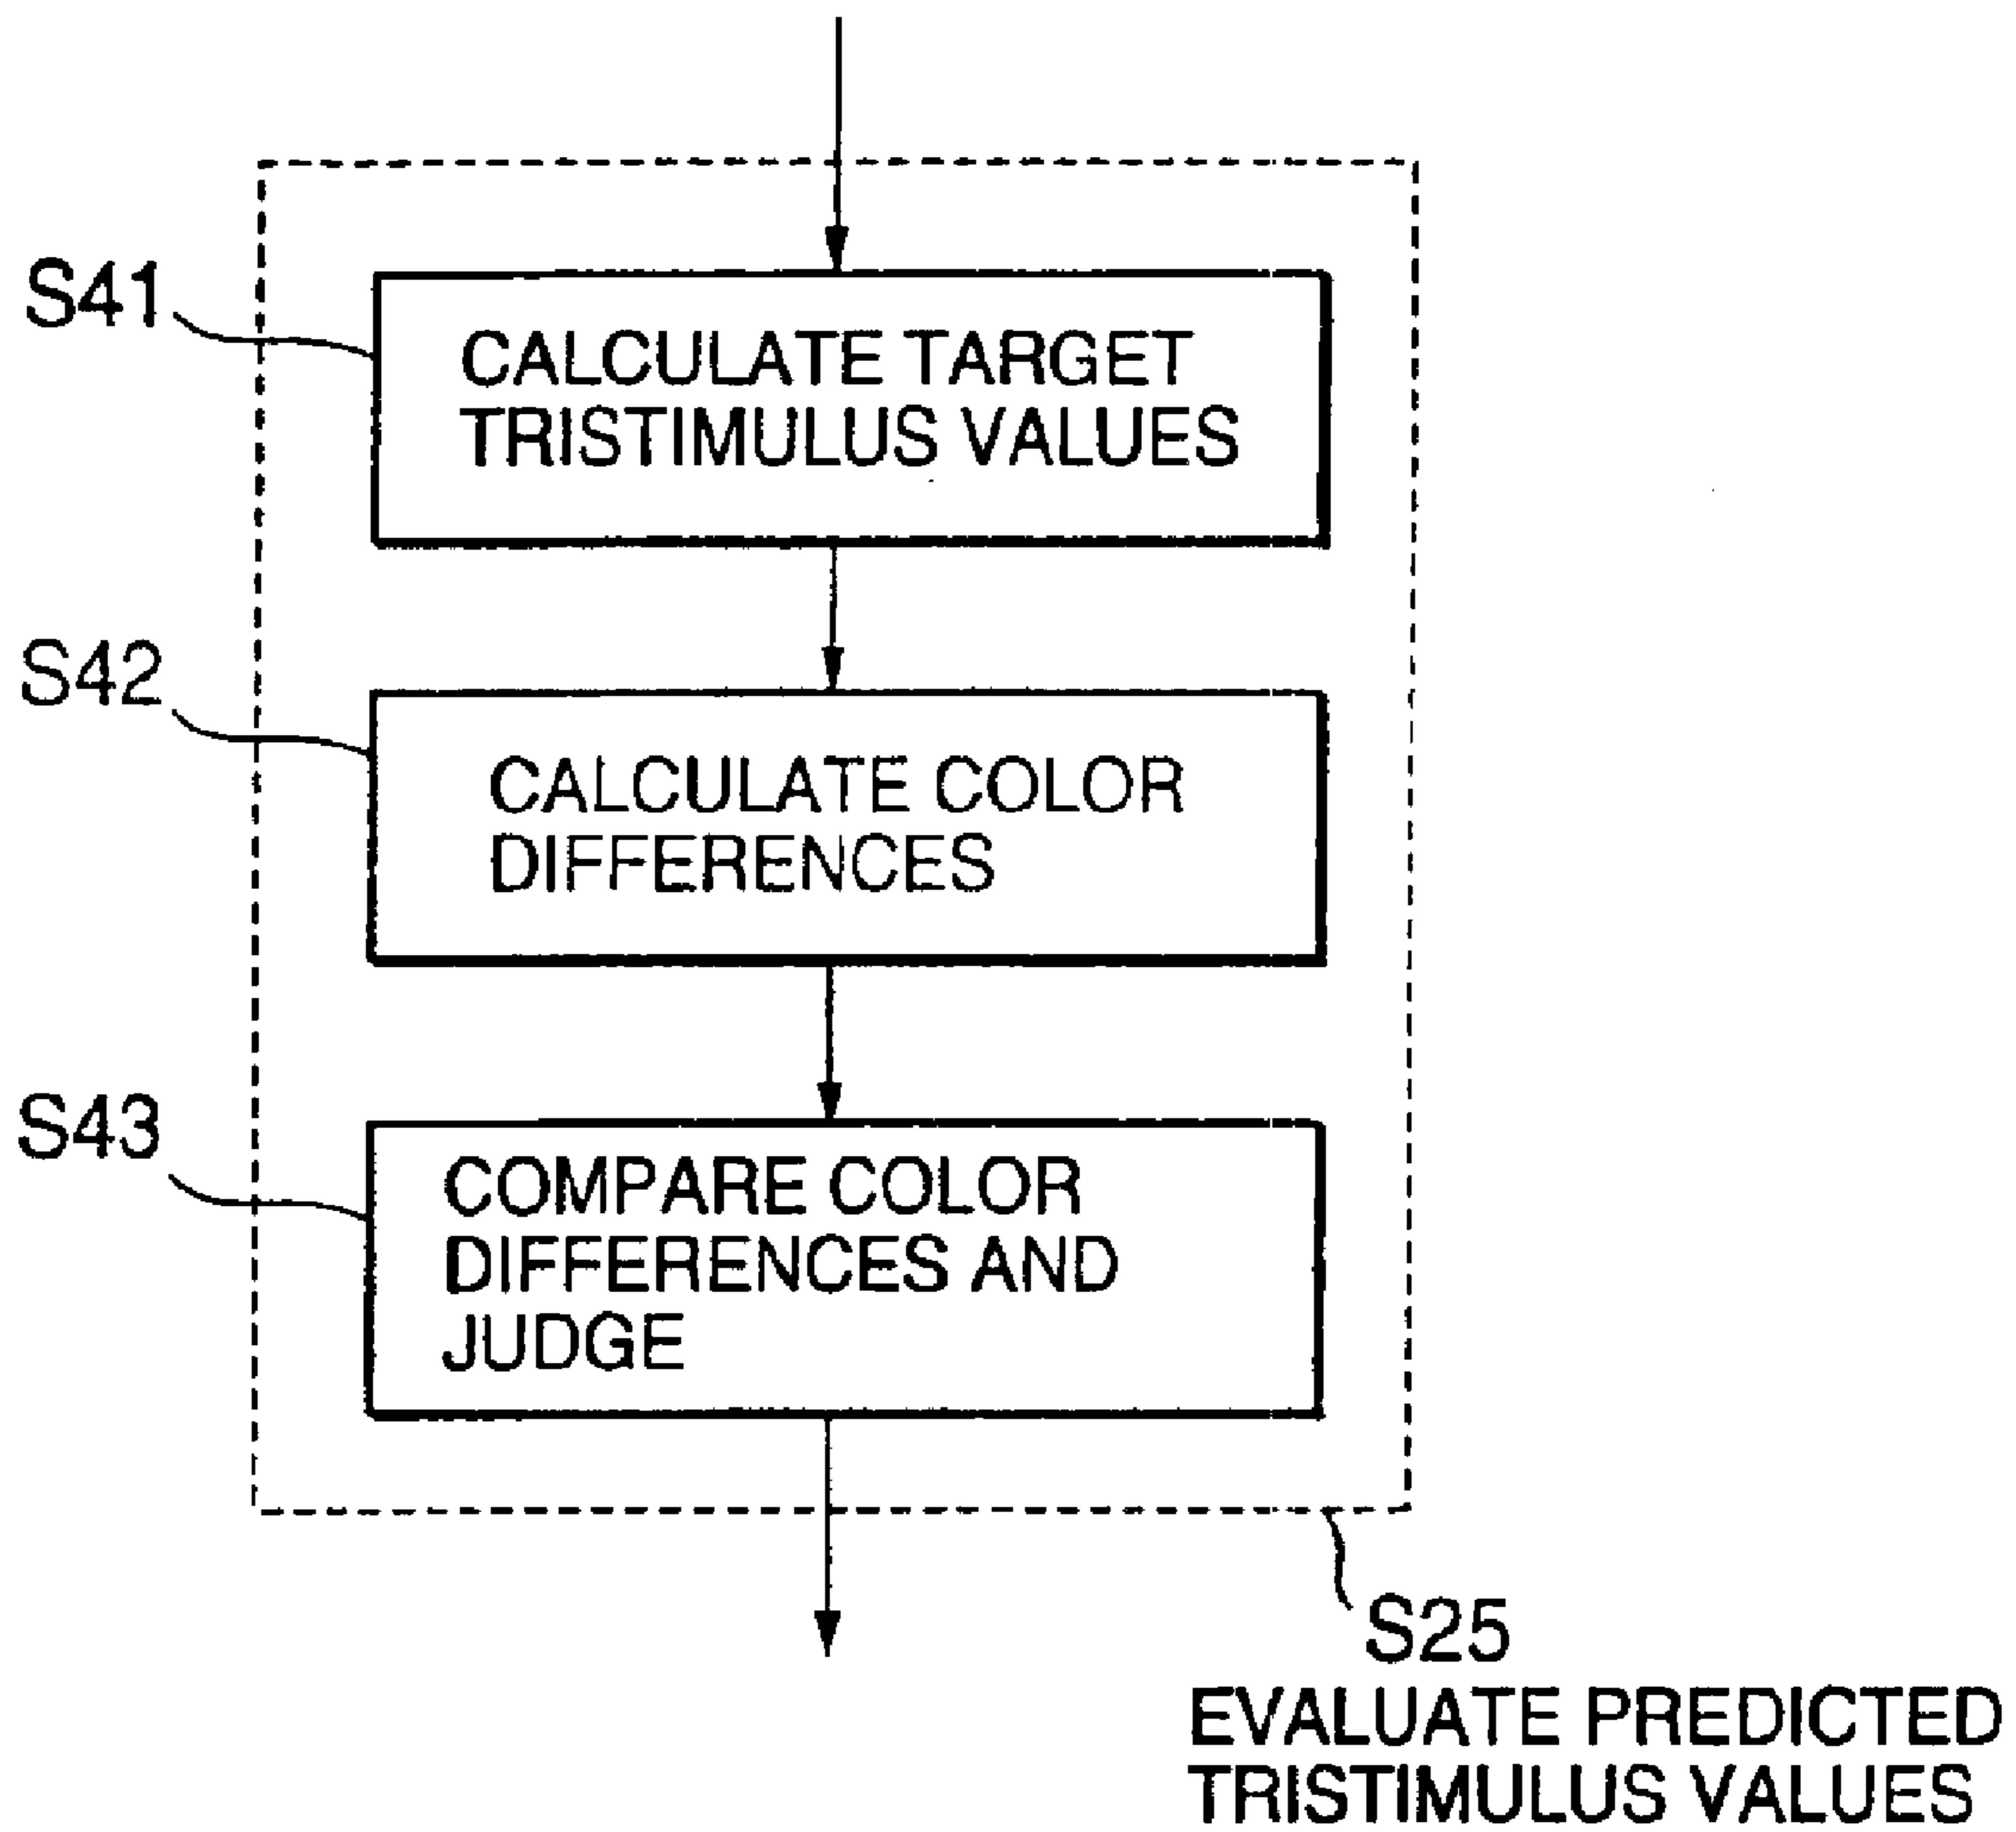 S41
CALCULATE TARGET
TRISTIMULUS VALUES
S42
CALCULATE COLOR
DIFFERENCES
S43
COMPARE COLOR
DIFFERENCES AND
JUDGE
S25
EVALUATE PREDICTED
TRISTIMULUS VALUES